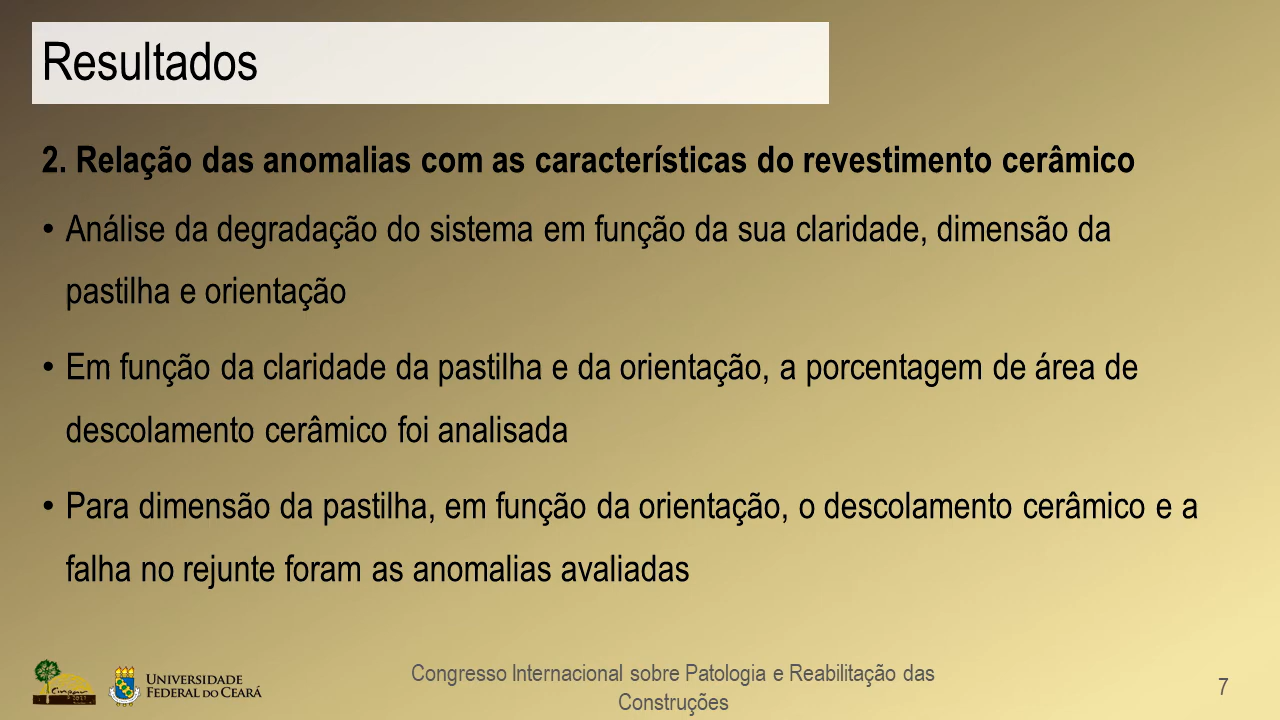 Resultados
2. Relação das anomalias com as características do revestimento cerâmico
• Análise da degradação do sistema em função da sua claridade, dimensão da
pastilha e orientação
• Em função da claridade da pastilha e da orientação, a porcentagem de área de
descolamento cerâmico foi analisada
• Para dimensão da pastilha, em função da orientação, o descolamento cerâmico e a
falha no rejunte foram as anomalias avaliadas
UNIVERSIDADE
FEDERAL DO CEARÁ
Congresso Internacional sobre Patologia e Reabilitação das
Construções
7